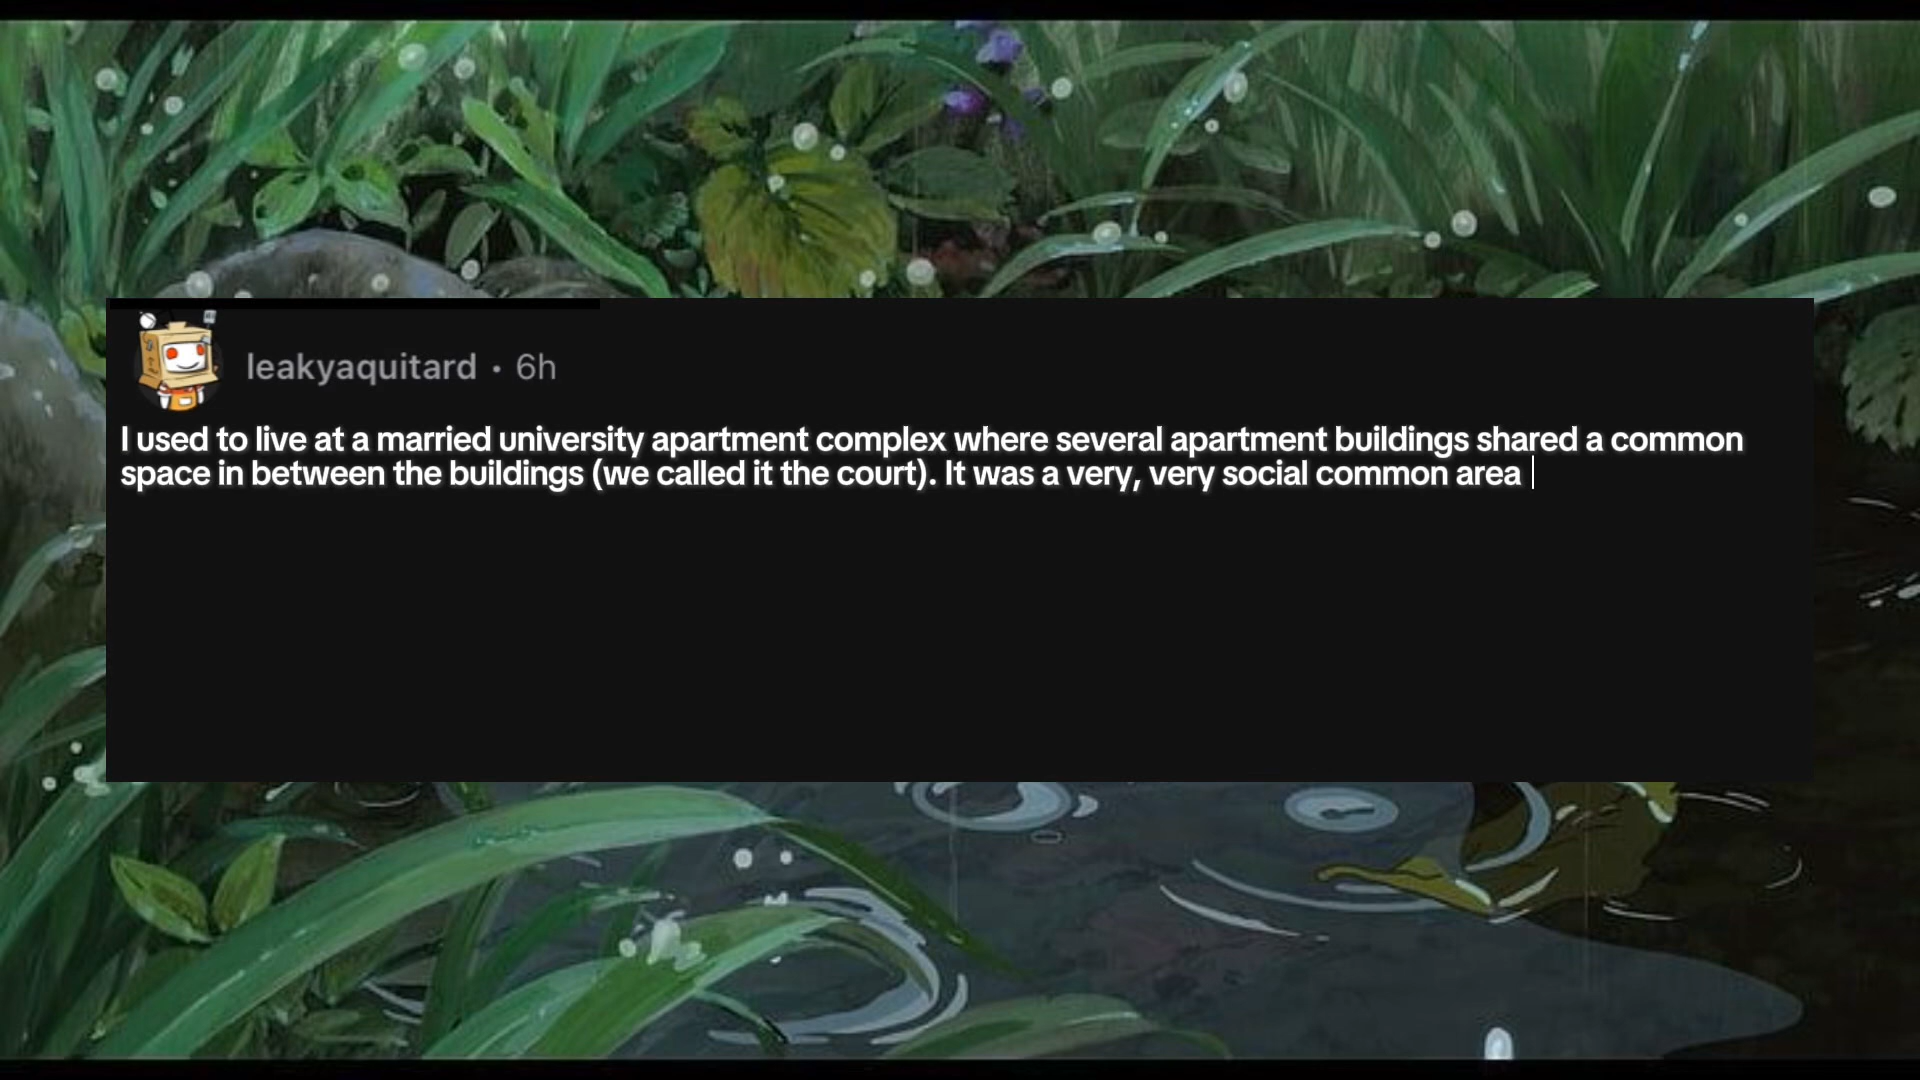 leakyaquitard • 6h
I used to live at a married university apartment complex where several apartment buildings shared a common
space in between the buildings (we called it the court). It was a very, very social common area